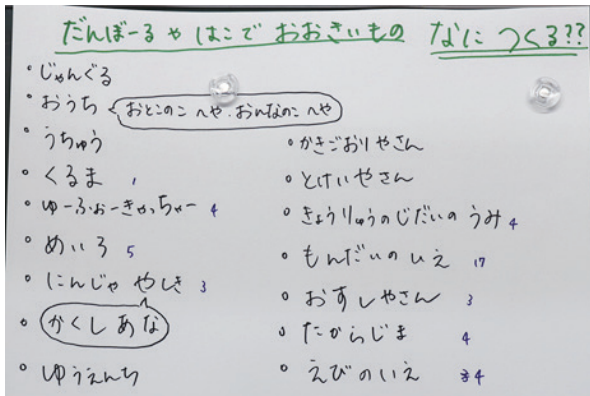 だんぼーる や はこで おおきいもの なに つくる??
・じゃんぐる
・おうち
おとこのこ へや．おんなのこ へや
・うちゅう
・くるま 1
・ゆーふぉーきゃっちゃー 4
・めいろ 5
・にんじゃ やしき 3
・かくし あな
・ゆうえんち
・かきごおりやさん
・とけいやさん
・きょうりゅうのじだいの うみ 4
・もんだいの いえ 17
・おすしやさん 3
・たからじま 4
・えびのいえ 4